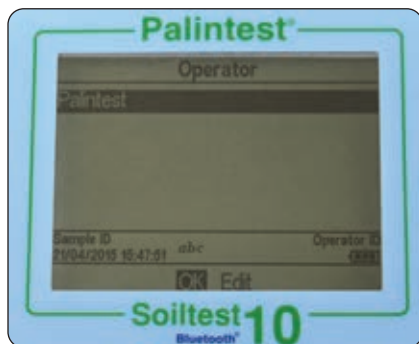 Palintest®
Operator
Palintest
Sample ID abc Operator ID
21/04/2015 15:47:51
OK Edit
Soiltest 10
Bluetooth®